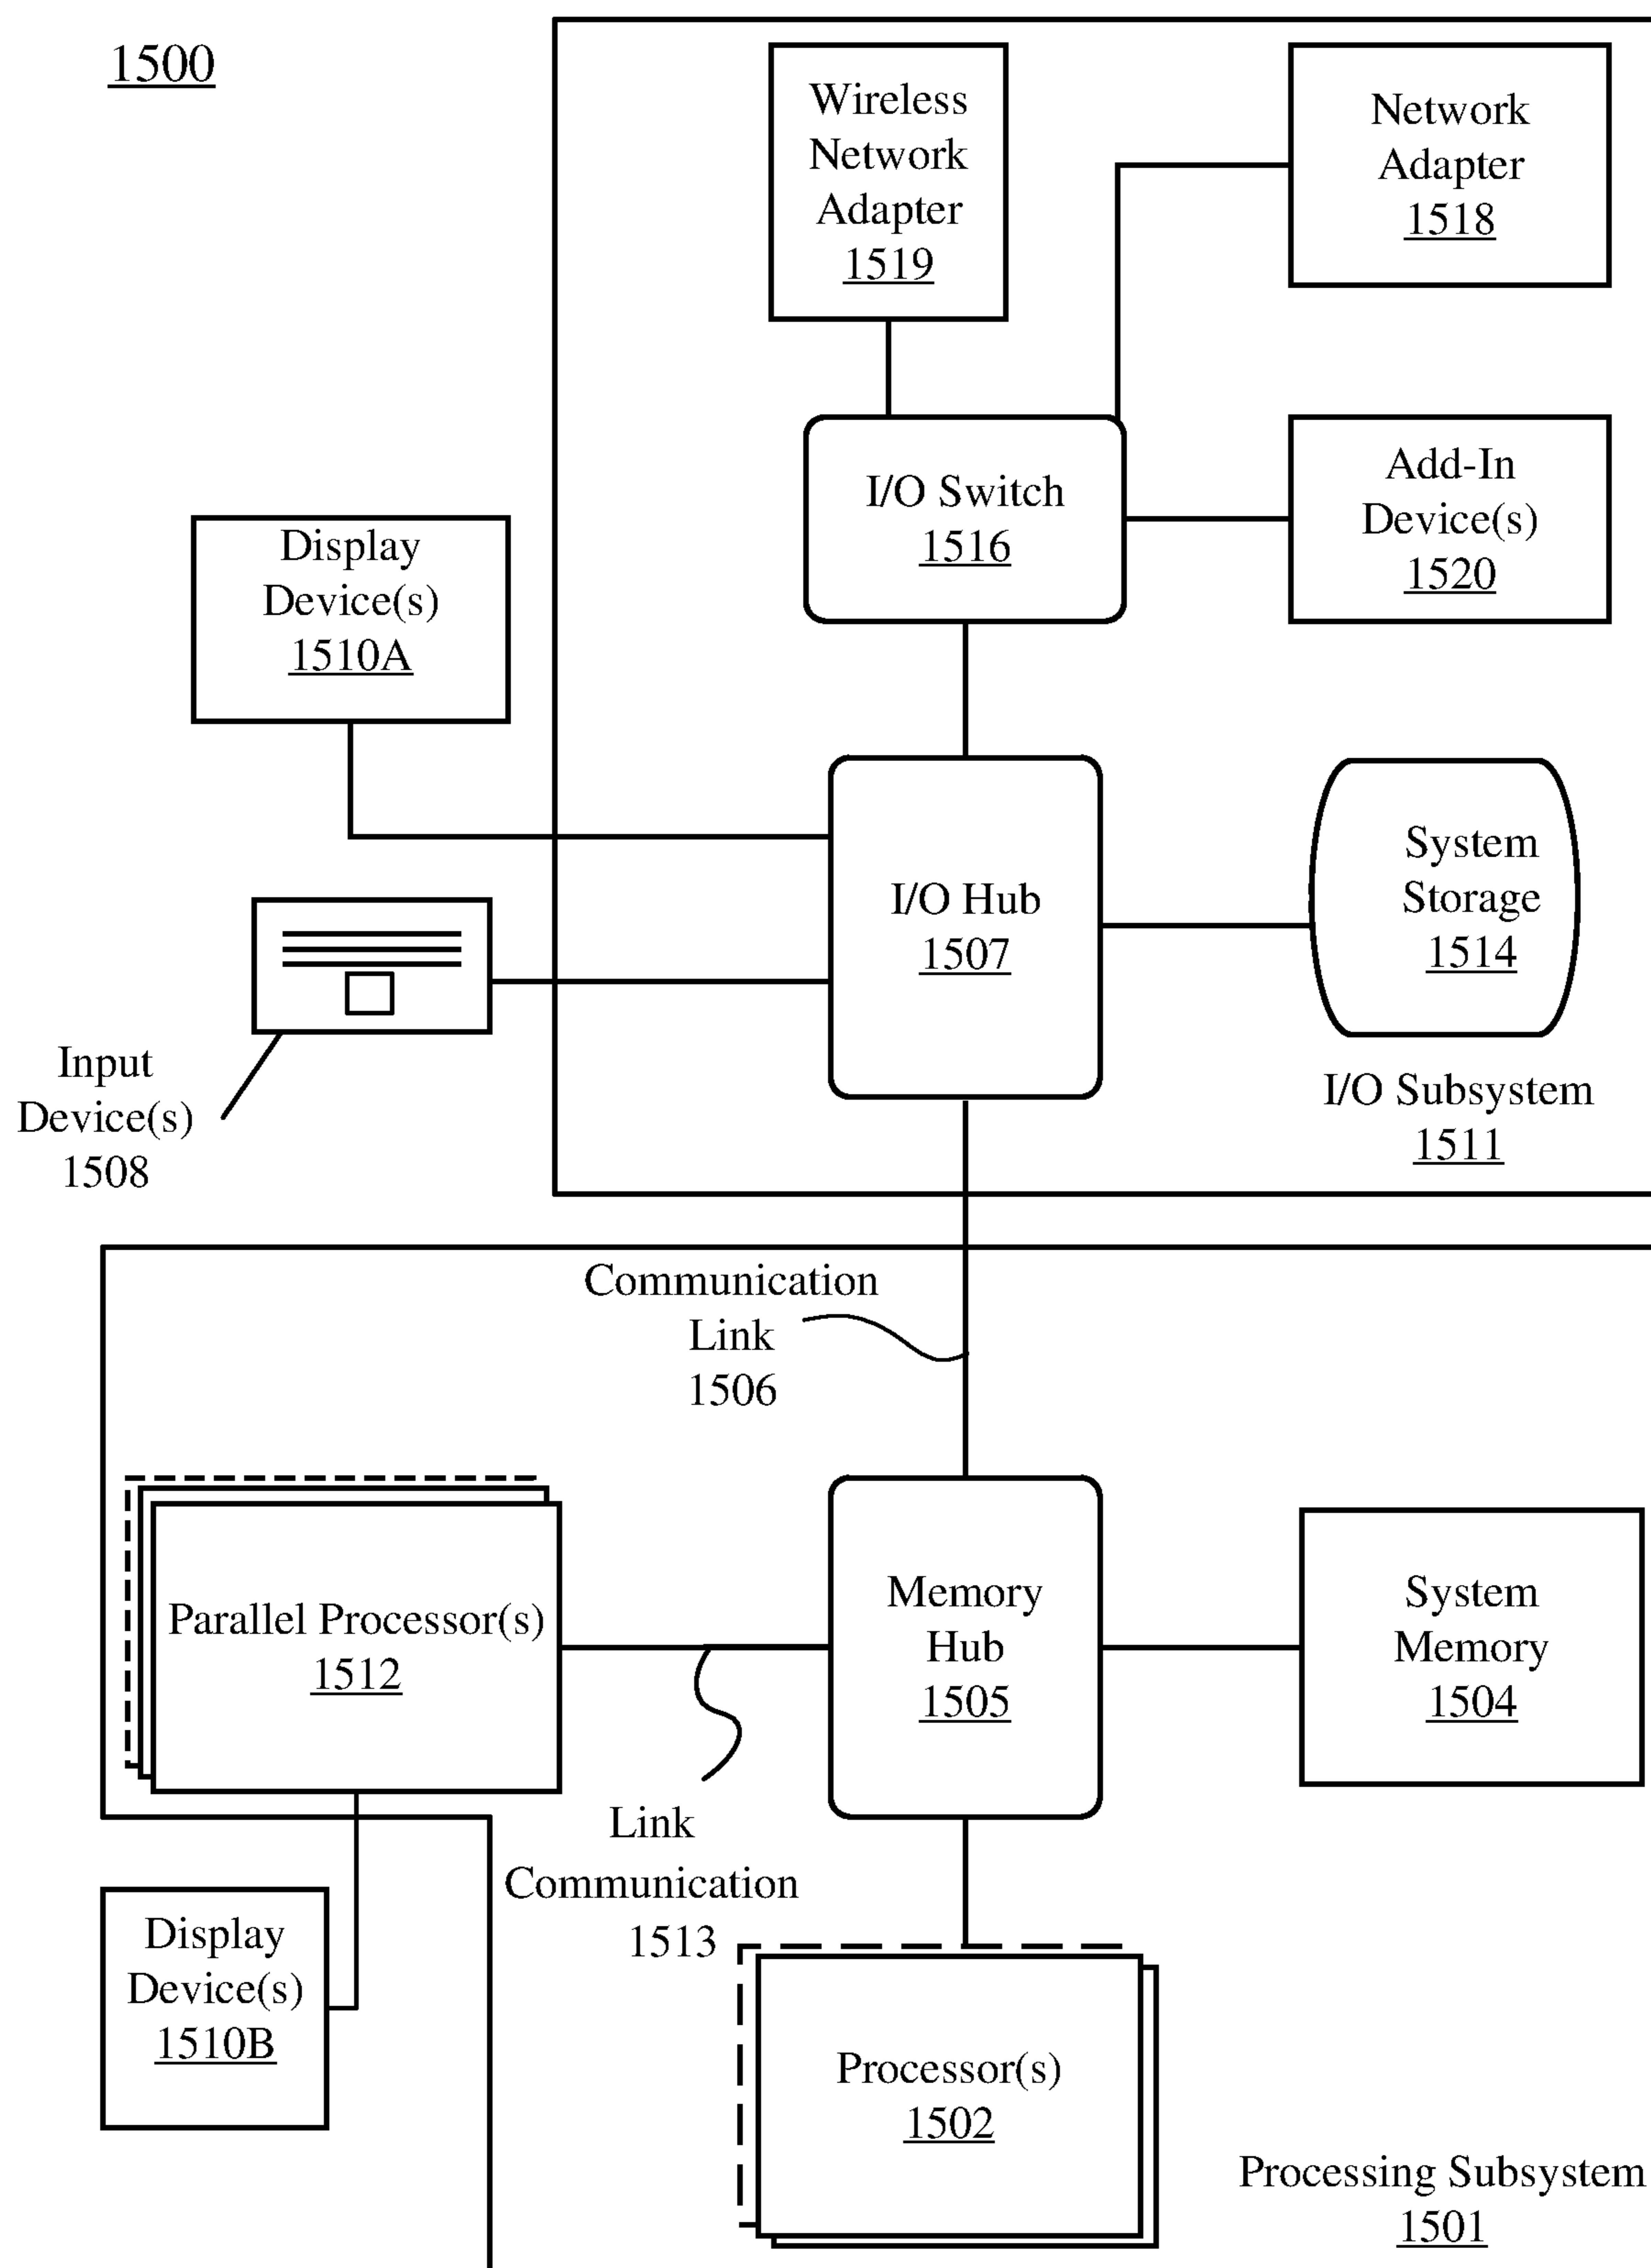 1500
Wireless
Network
Adapter
1519
Network
Adapter
1518
I/O Switch
1516
Add-In
Device(s)
1520
Display
Device(s)
1510A
I/O Hub
1507
System
Storage
1514
Input
Device(s)
1508
I/O Subsystem
1511
Communication
Link
1506
Parallel Processor(s)
1512
Memory
Hub
1505
System
Memory
1504
Link
Communication
1513
Display
Device(s)
1510B
Processor(s)
1502
Processing Subsystem
1501